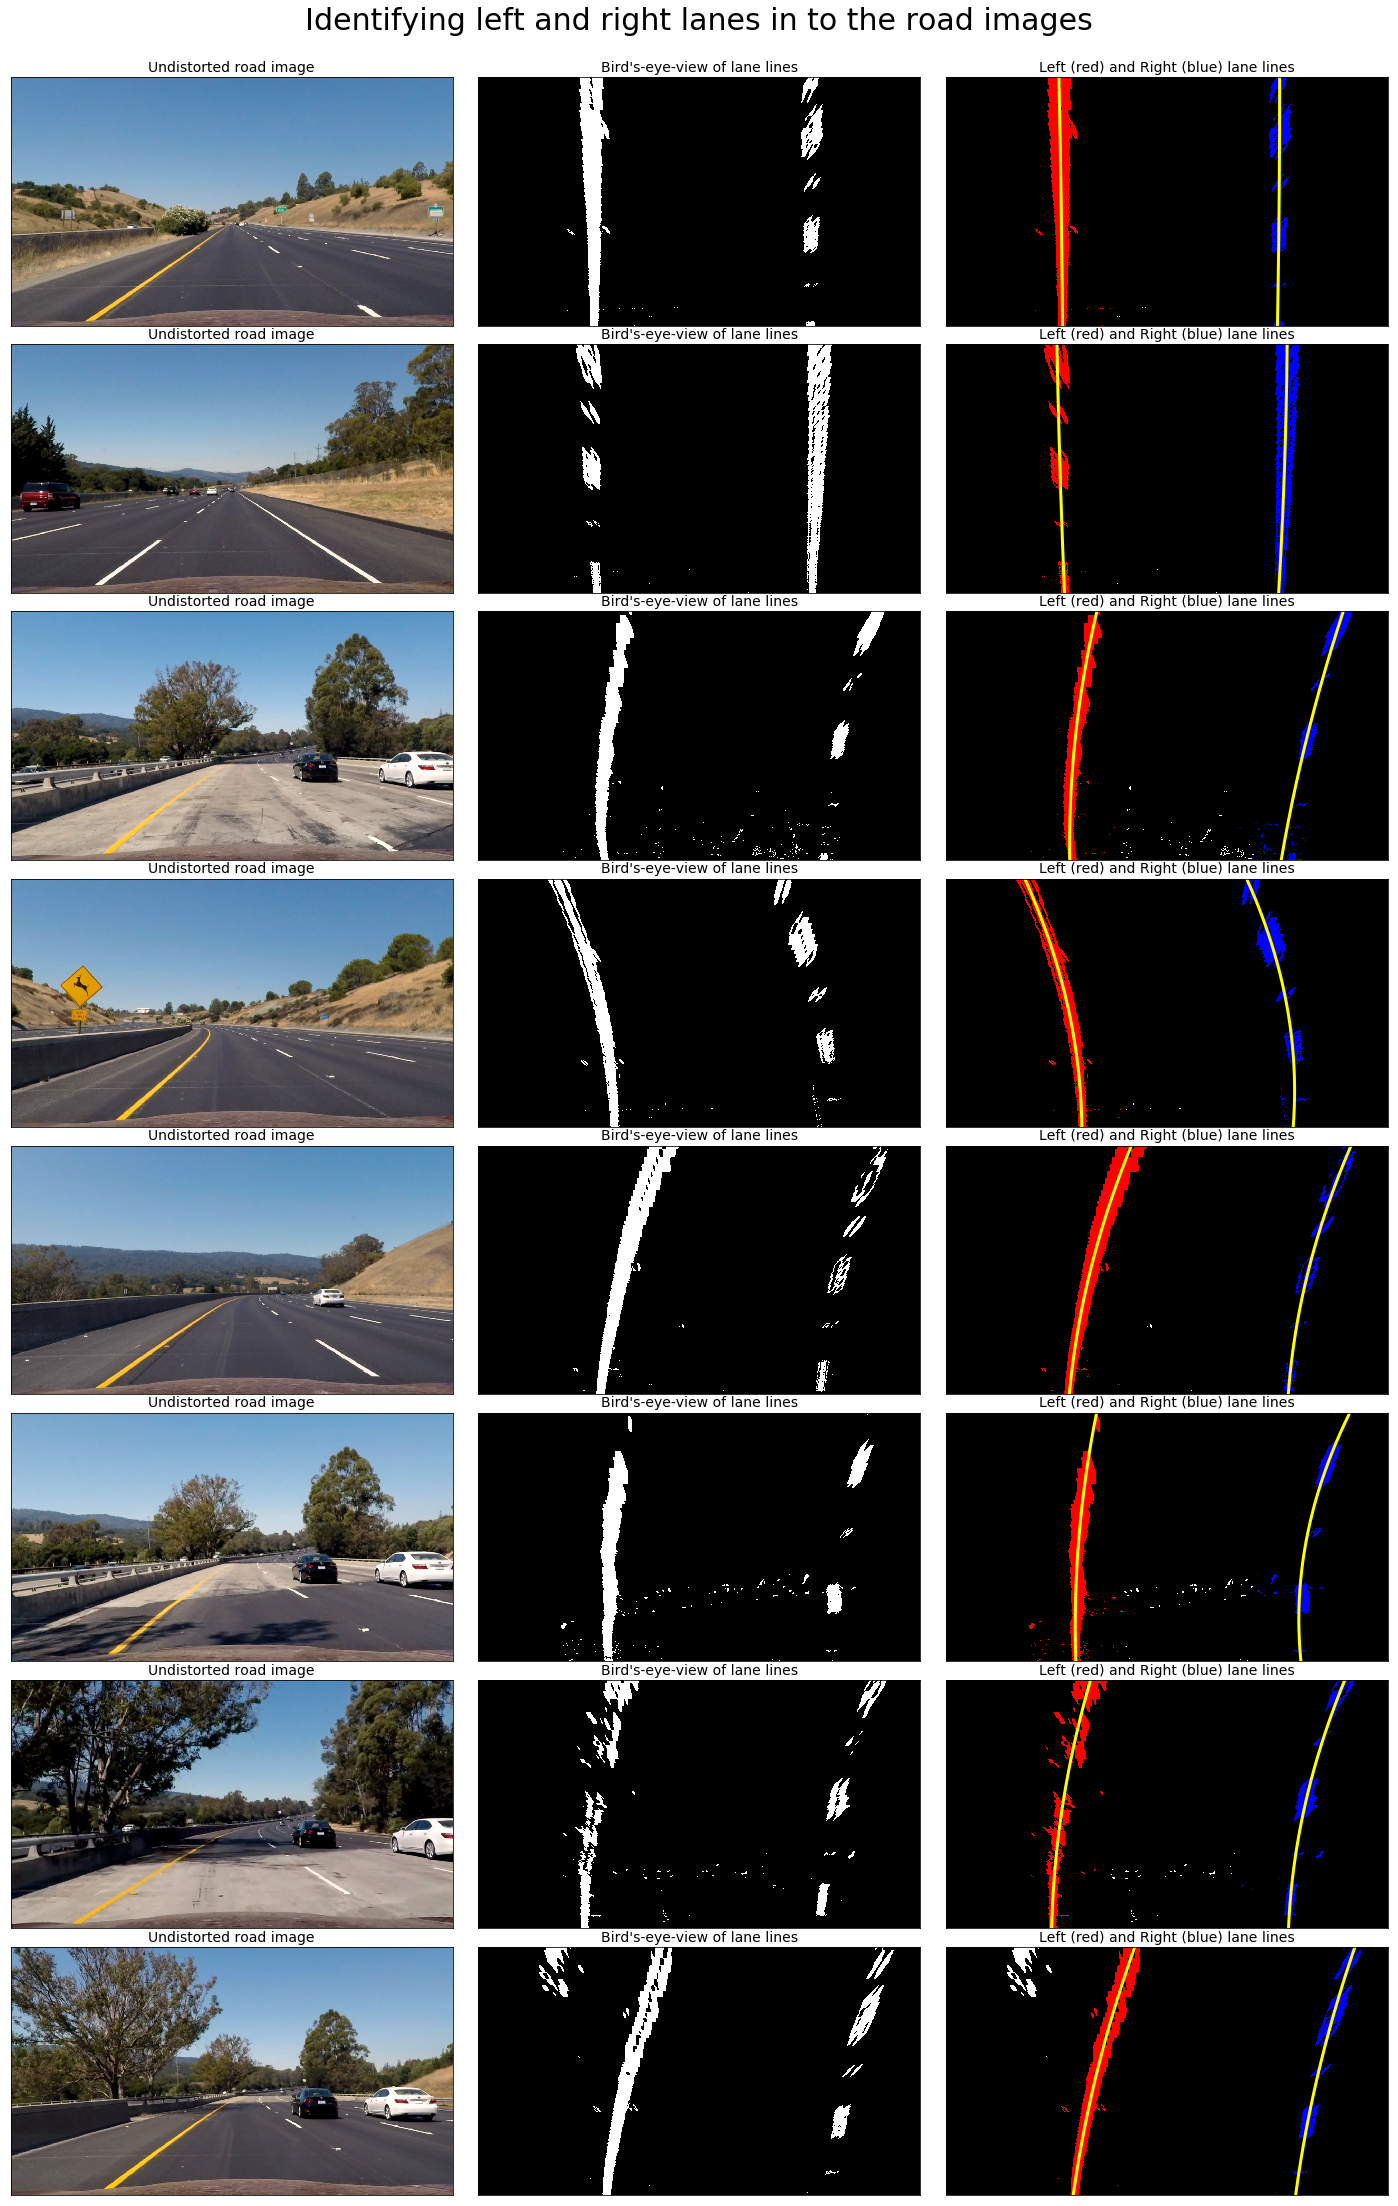 Identifying left and right lanes in to the road images
Undistorted road image
Bird's-eye-view of lane lines
Left (red) and Right (blue) lane lines
Undistorted road image
Bird's-eye-view of lane lines
Left (red) and Right (blue) lane lines
Undistorted road image
Bird's-eye-view of lane lines
Left (red) and Right (blue) lane lines
Undistorted road image
Bird's-eye-view of lane lines
Left (red) and Right (blue) lane lines
Undistorted road image
Bird's-eye-view of lane lines
Left (red) and Right (blue) lane lines
Undistorted road image
Bird's-eye-view of lane lines
Left (red) and Right (blue) lane lines
Undistorted road image
Bird's-eye-view of lane lines
Left (red) and Right (blue) lane lines
Undistorted road image
Bird's-eye-view of lane lines
Left (red) and Right (blue) lane lines